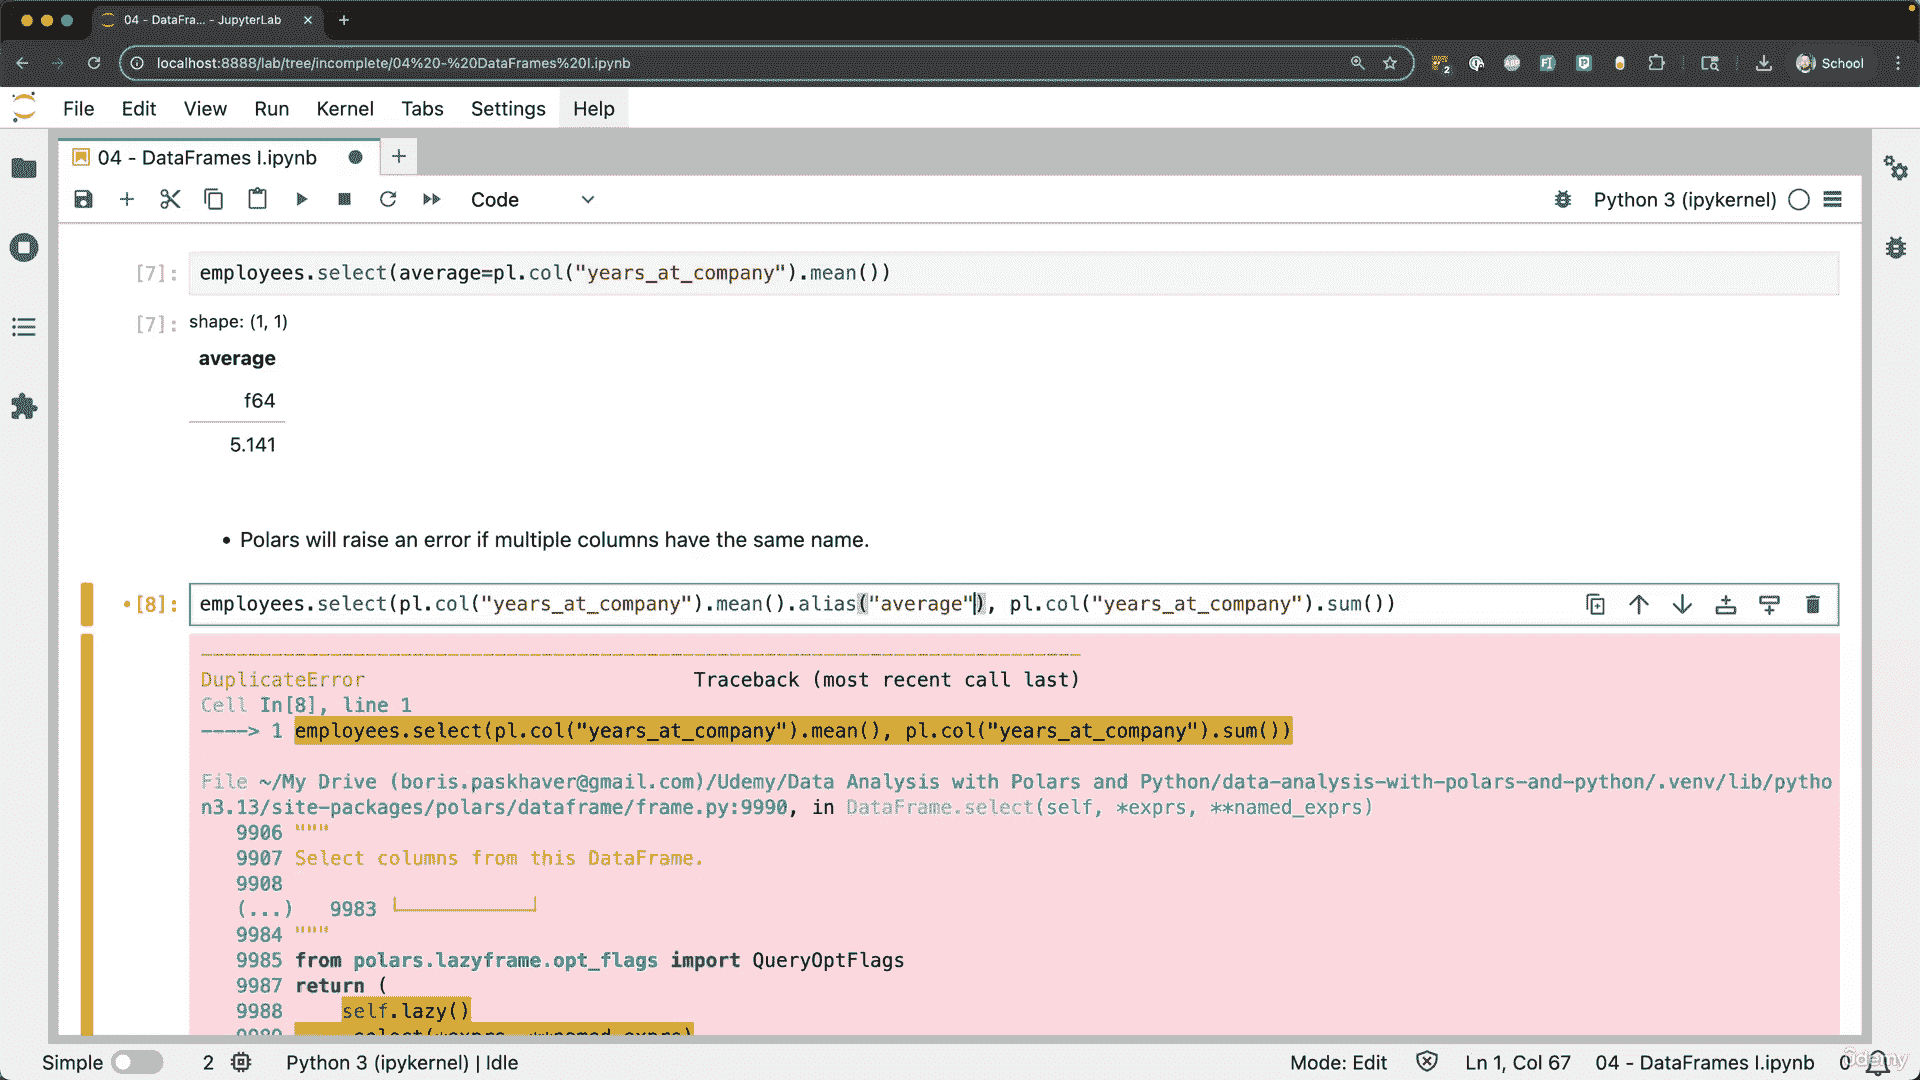 04 - DataFra... - JupyterLab
localhost:8888/lab/tree/incomplete/04%20-%20DataFrames%20I.ipynb
2
School
File Edit View Run Kernel Tabs Settings Help
04 - DataFrames I.ipynb
Code
Python 3 (ipykernel)
[7]: employees.select(average=pl.col("years_at_company").mean())
[7]: shape: (1, 1)
average
f64
5.141
• Polars will raise an error if multiple columns have the same name.
•[8]: employees.select(pl.col("years_at_company").mean().alias("average"), pl.col("years_at_company").sum())
---------------------------------------------------------------------------
DuplicateError Traceback (most recent call last)
Cell In[8], line 1
----> 1 employees.select(pl.col("years_at_company").mean(), pl.col("years_at_company").sum())
File ~/My Drive (boris.paskhaver@gmail.com)/Udemy/Data Analysis with Polars and Python/data-analysis-with-polars-and-python/.venv/lib/pytho
n3.13/site-packages/polars/dataframe/frame.py:9990, in DataFrame.select(self, *exprs, **named_exprs)
9906 """
9907 Select columns from this DataFrame.
9908
(...) 9983 └────────────┘
9984 """
9985 from polars.lazyframe.opt_flags import QueryOptFlags
9987 return (
9988 self.lazy()
9989 .select(*exprs, **named_exprs)
Simple 2 Python 3 (ipykernel) | Idle Mode: Edit Ln 1, Col 67 04 - DataFrames I.ipynb 0
udemy